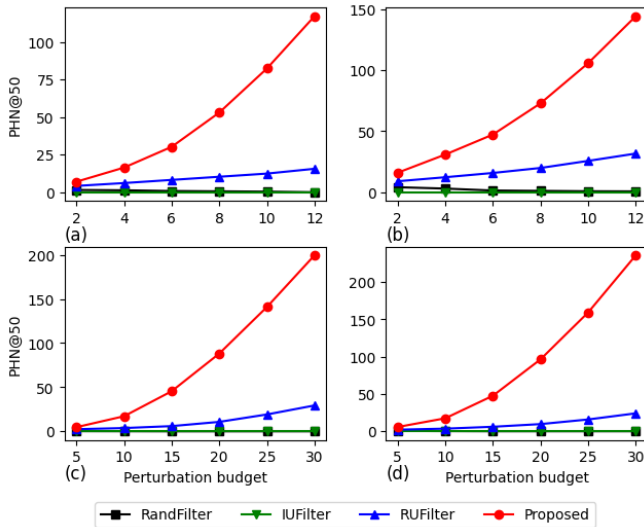 PHN@50
100
75
50
25
0
2 4 6 8 10 12
(a)
150
100
50
0
2 4 6 8 10 12
(b)
PHN@50
200
150
100
50
0
5 10 15 20 25 30
(c) Perturbation budget
200
150
100
50
0
5 10 15 20 25 30
(d) Perturbation budget
RandFilter IUFilter RUFilter Proposed